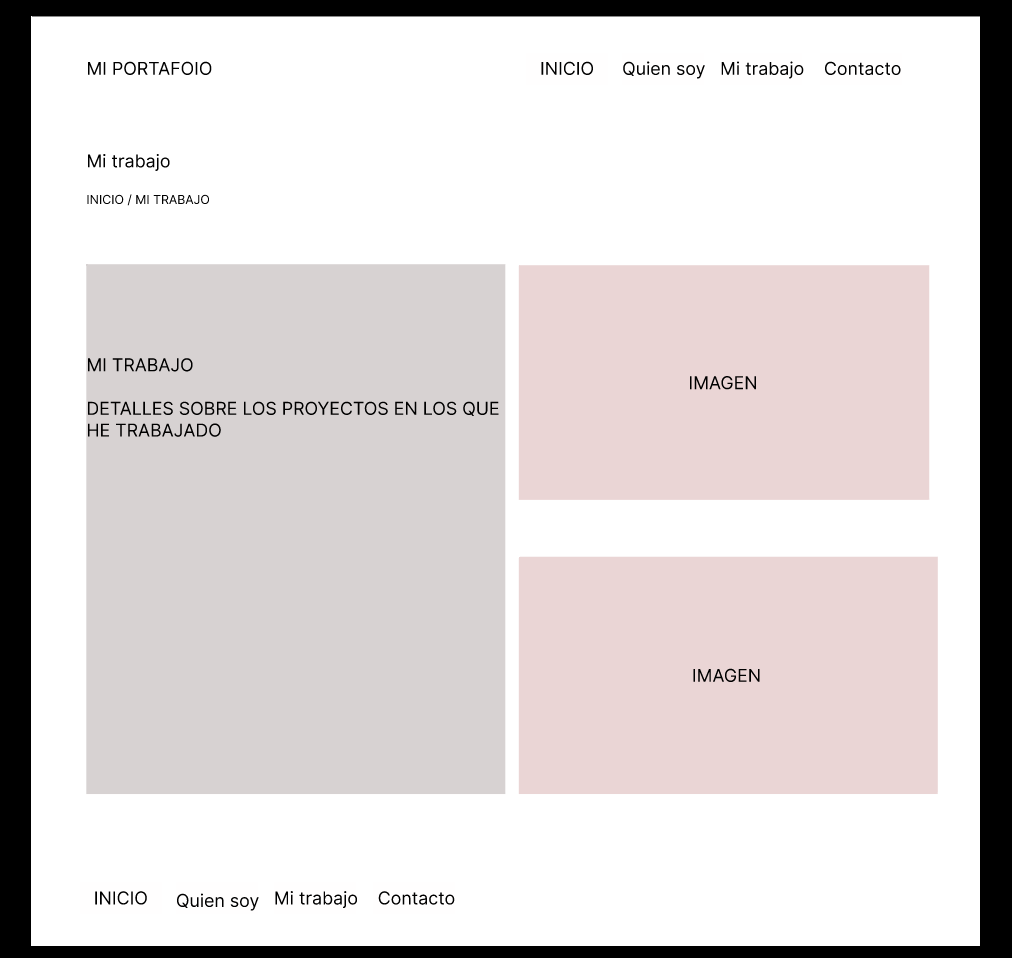 MI PORTAFOIO
INICIO Quien soy Mi trabajo Contacto
Mi trabajo
INICIO / MI TRABAJO
MI TRABAJO
DETALLES SOBRE LOS PROYECTOS EN LOS QUE
HE TRABAJADO
IMAGEN
IMAGEN
INICIO Quien soy Mi trabajo Contacto